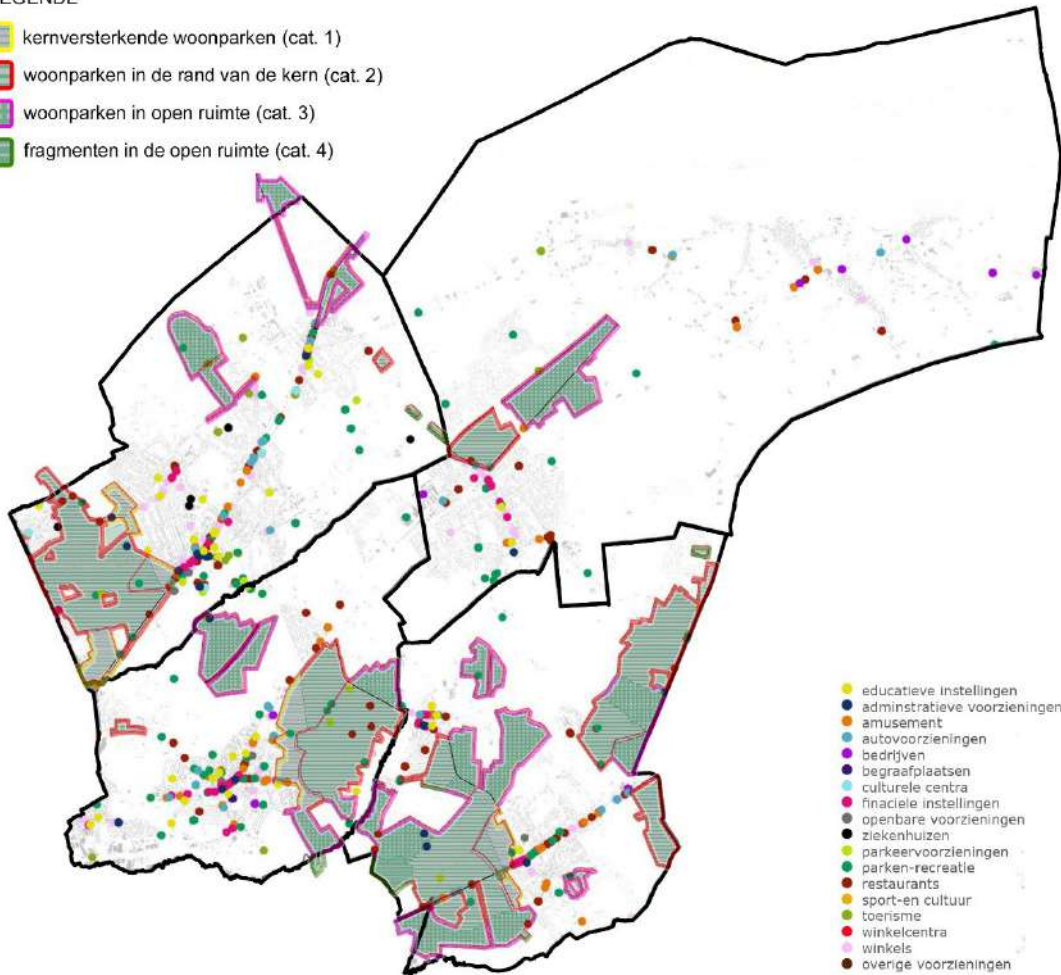 LEGENDE
kernversterkende woonparken (cat. 1)
woonparken in de rand van de kern (cat. 2)
woonparken in open ruimte (cat. 3)
fragmenten in de open ruimte (cat. 4)
educatieve instellingen
adminstratieve voorzieningen
amusement
autovoorzieningen
bedrijven
begraafplaatsen
culturele centra
finaciele instellingen
openbare voorzieningen
ziekenhuizen
parkeervoorzieningen
parken-recreatie
restaurants
sport-en cultuur
toerisme
winkelcentra
winkels
overige voorzieningen